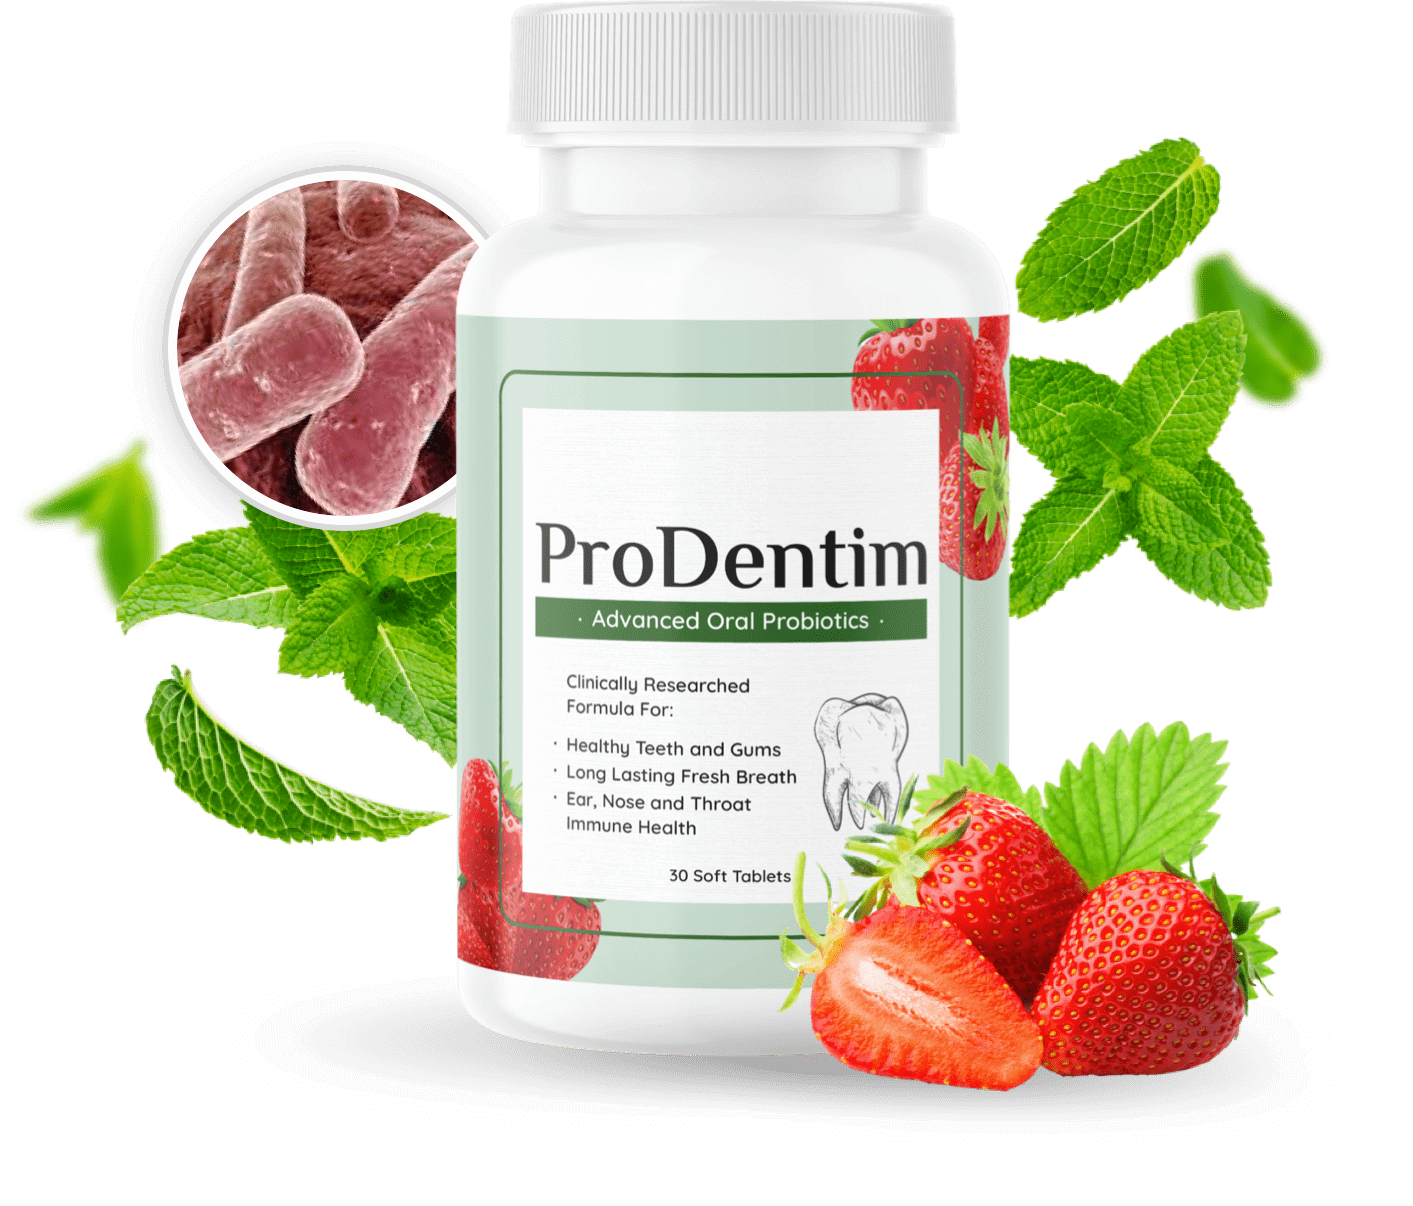 ProDentim
· Advanced Oral Probiotics ·
Clinically Researched
Formula For:
· Healthy Teeth and Gums
· Long Lasting Fresh Breath
· Ear, Nose and Throat
Immune Health
30 Soft Tablets